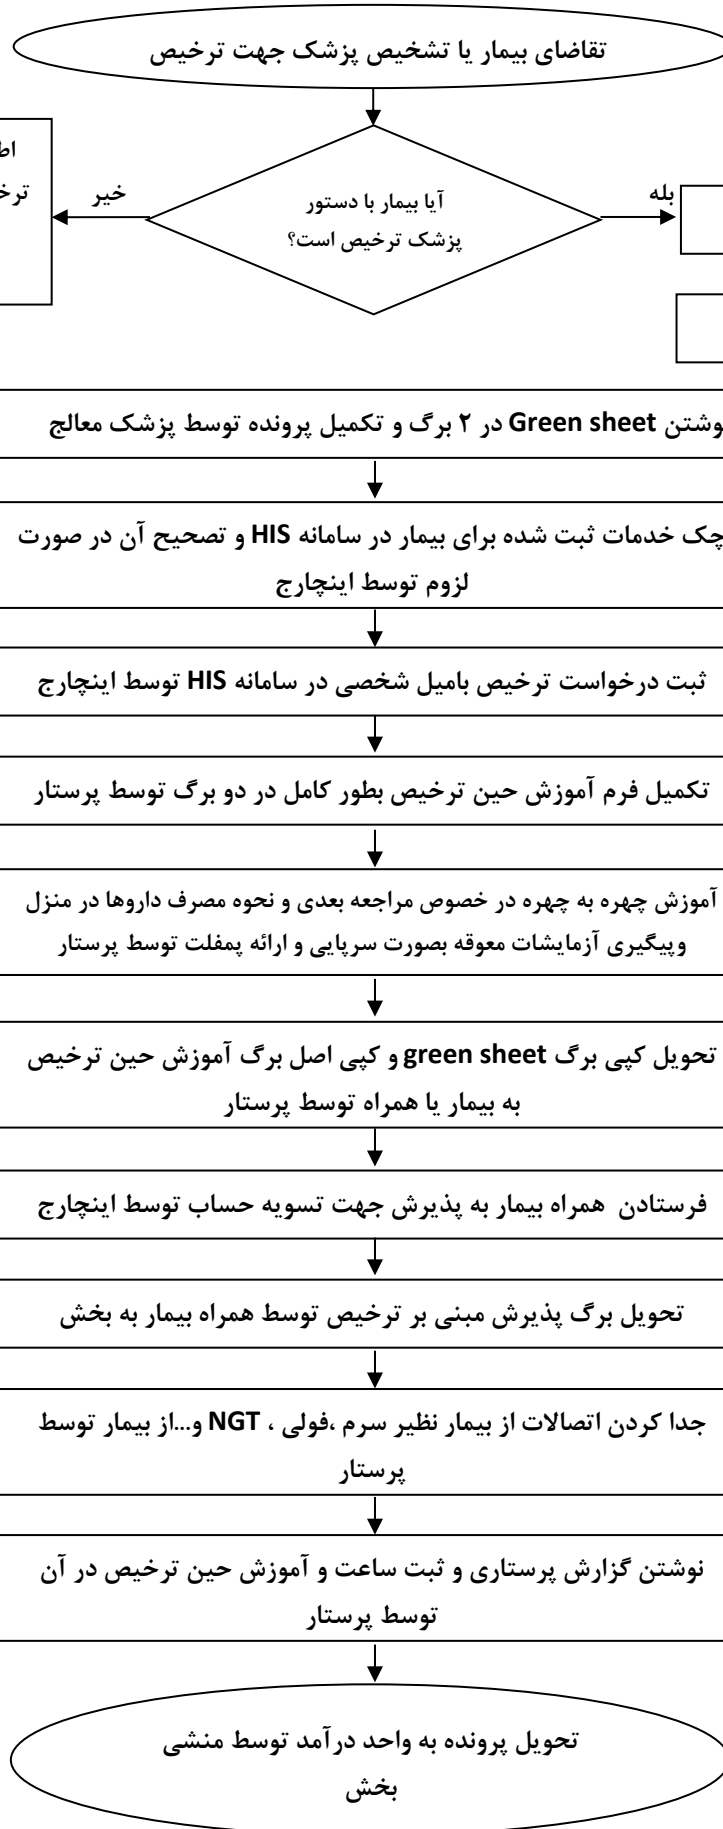 تقاضای بیمار یا تشخیص پزشک جهت ترخیص
آیا بیمار با دستور
پزشک ترخیص است؟
بله
خیر
در ۲ برگ و تکمیل پرونده توسط پزشک معالج Green sheet
چک خدمات ثبت شده برای بیمار در سامانه HIS و تصحیح آن در صورت
لزوم توسط اینچارج
ثبت درخواست ترخیص بامیل شخصی در سامانه HIS توسط اینچارج
تکمیل فرم آموزش حین ترخیص بطور کامل در دو برگ توسط پرستار
آموزش چهره به چهره در خصوص مراجعه بعدی و نحوه مصرف داروها در منزل
وپیگیری آزمایشات معوقه بصورت سرپایی و ارائه پمفلت توسط پرستار
تحویل کپی برگ green sheet و کپی اصل برگ آموزش حین ترخیص
به بیمار یا همراه توسط پرستار
فرستادن همراه بیمار به پذیرش جهت تسویه حساب توسط اینچارج
تحویل برگ پذیرش مبنی بر ترخیص توسط همراه بیمار به بخش
جدا کردن اتصالات از بیمار نظیر سرم ،فولی ، NGT و...از بیمار توسط
پرستار
نوشتن گزارش پرستاری و ثبت ساعت و آموزش حین ترخیص در آن
توسط پرستار
تحویل پرونده به واحد درآمد توسط منشی
بخش